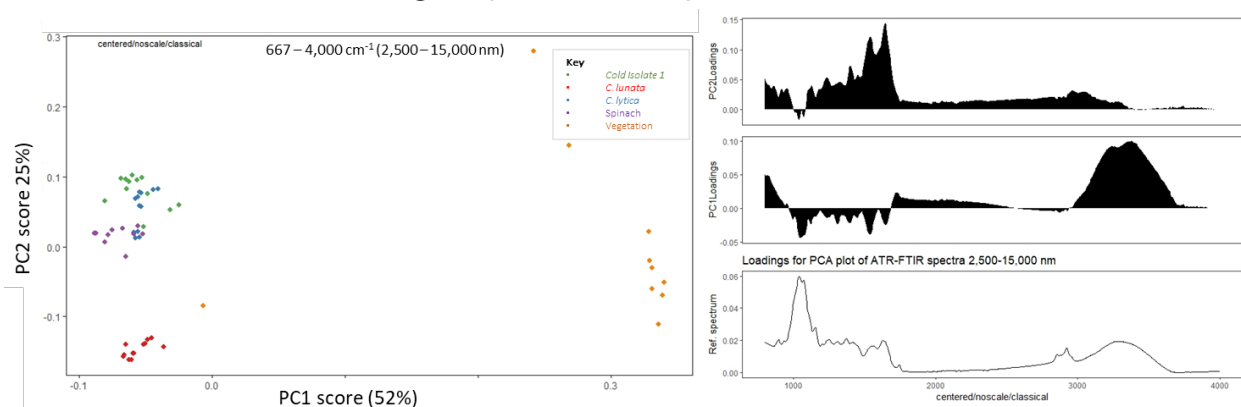 centered/noscale/classical
667 – 4,000 cm⁻¹ (2,500 – 15,000 nm)
Key
Cold Isolate 1
C. lunata
C. lytica
Spinach
Vegetation
PC2 score 25%)
0.3
0.2
0.1
0.0
-0.1
-0.1
0.0
0.3
PC1 score (52%)
PC2Loadings
0.15
0.10
0.05
0.00
PC1Loadings
0.10
0.05
0.00
-0.05
Loadings for PCA plot of ATR-FTIR spectra 2,500-15,000 nm
Ref. spectrum
0.06
0.04
0.02
0.00
1000
2000
3000
4000
centered/noscale/classical